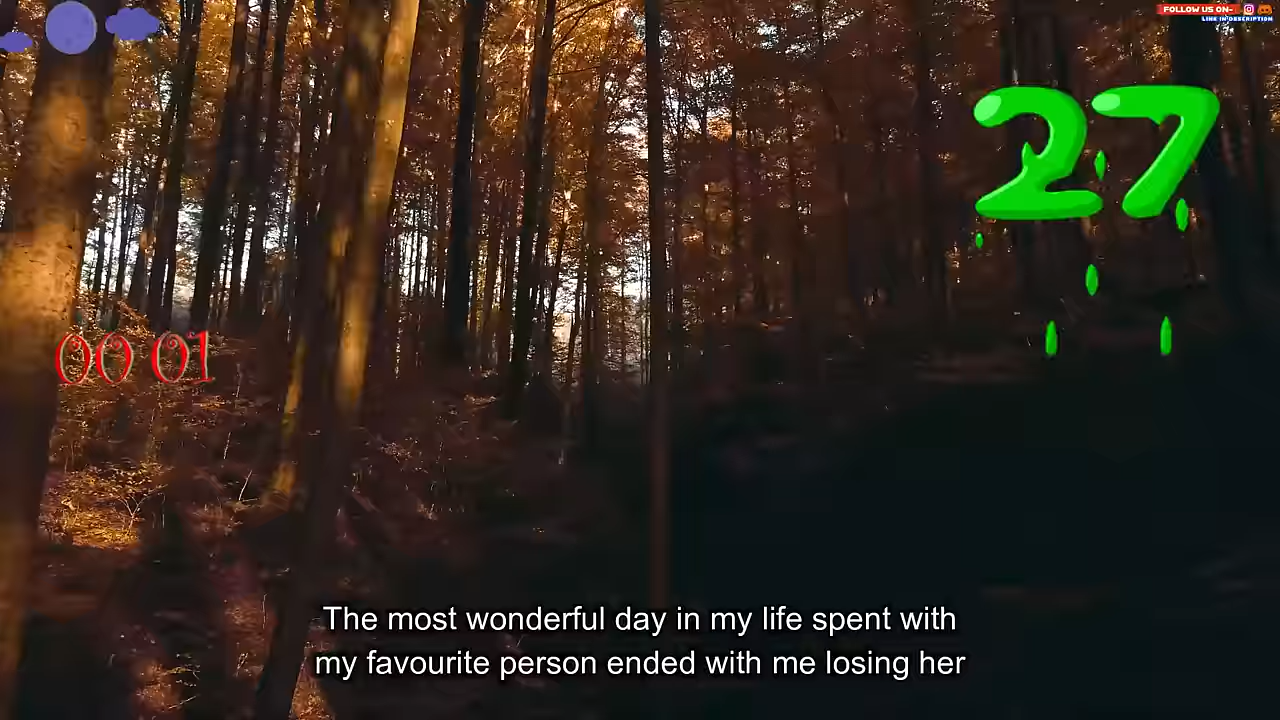 FOLLOW US ON-
LINK IN DESCRIPTION
27
00 01
The most wonderful day in my life spent with
my favourite person ended with me losing her